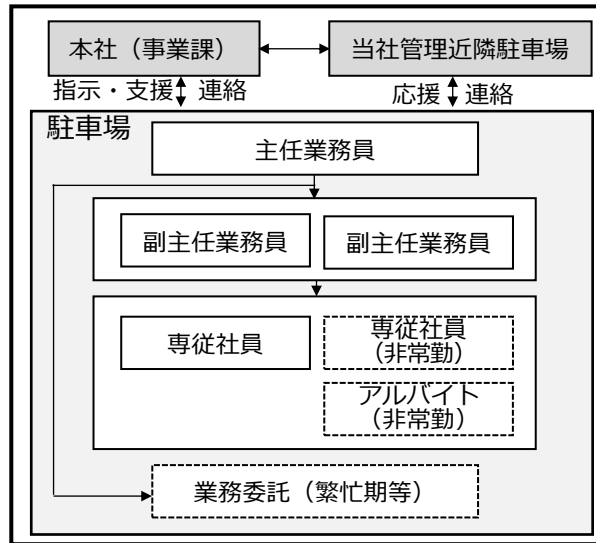 本社（事業課）
当社管理近隣駐車場
指示・支援 連絡
応援 連絡
駐車場
主任業務員
副主任業務員
副主任業務員
専従社員
専従社員
（非常勤）
アルバイト
（非常勤）
業務委託（繁忙期等）